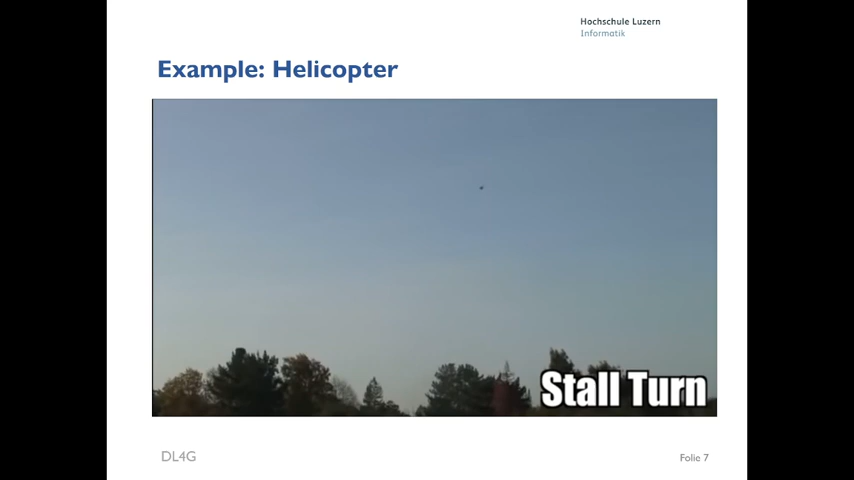 Hochschule Luzern
Informatik
Example: Helicopter
Stall Turn
DL4G
Folie 7